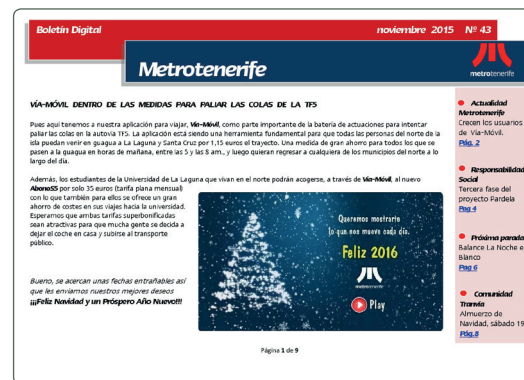 Boletín Digital
noviembre 2015 Nº 43
Metrotenerife
metrotenerife
VÍA-MÓVIL DENTRO DE LAS MEDIDAS PARA PALIAR LAS COLAS DE LA TF5
Pues aquí tenemos a nuestra aplicación para viajar, Vía-Móvil, como parte importante de la batería de actuaciones para intentar
paliar las colas en la autovía TF5. La aplicación está siendo una herramienta fundamental para que todas las personas del norte de la
isla puedan venir en guagua a La Laguna y Santa Cruz por 1,15 euros el trayecto. Una medida de gran ahorro para todos los que se
pasen a la guagua en horas de mañana, entre las 5 y las 8 am., y luego quieran regresar a cualquiera de los municipios del norte a lo
largo del día.
Además, los estudiantes de la Universidad de La Laguna que vivan en el norte podrán acogerse, a través de Vía-Móvil, al nuevo
Abono35 por solo 35 euros (tarifa plana mensual)
con lo que también para ellos se ofrece un gran
ahorro de costes en sus viajes hacia la universidad.
Esperamos que ambas tarifas superbonificadas
sean atractivas para que mucha gente se decida a
dejar el coche en casa y subirse al transporte
público.
Bueno, se acercan unas fechas entrañables así
que les enviamos nuestros mejores deseos
¡¡¡Feliz Navidad y un Próspero Año Nuevo!!!
Queremos mostrarte
lo que nos mueve cada día.
Feliz 2016
metrotenerife
Play
Actualidad
Metrotenerife
Crecen los usuarios
de Vía-Móvil.
Pág. 2
Responsabilidad
Social
Tercera fase del
proyecto Pardela
Pag 4
Próxima parada
Balance La Noche e
Blanco
Pag 6
Comunidad
Tranvía
Almuerzo de
Navidad, sábado 19
Pág.8
Página 1 de 9